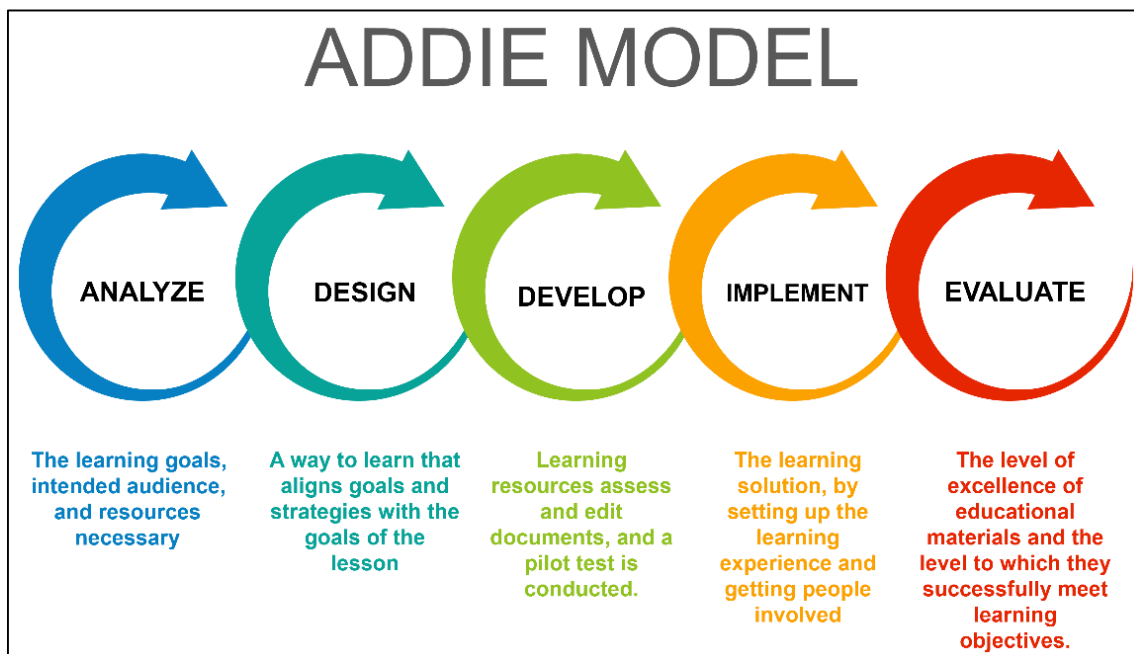 ADDIE MODEL
ANALYZE
DESIGN
DEVELOP
IMPLEMENT
EVALUATE
The learning goals,
intended audience,
and resources
necessary
A way to learn that
aligns goals and
strategies with the
goals of the
lesson
Learning
resources assess
and edit
documents, and a
pilot test is
conducted.
The learning
solution, by
setting up the
learning
experience and
getting people
involved
The level of
excellence of
educational
materials and the
level to which they
successfully meet
learning
objectives.